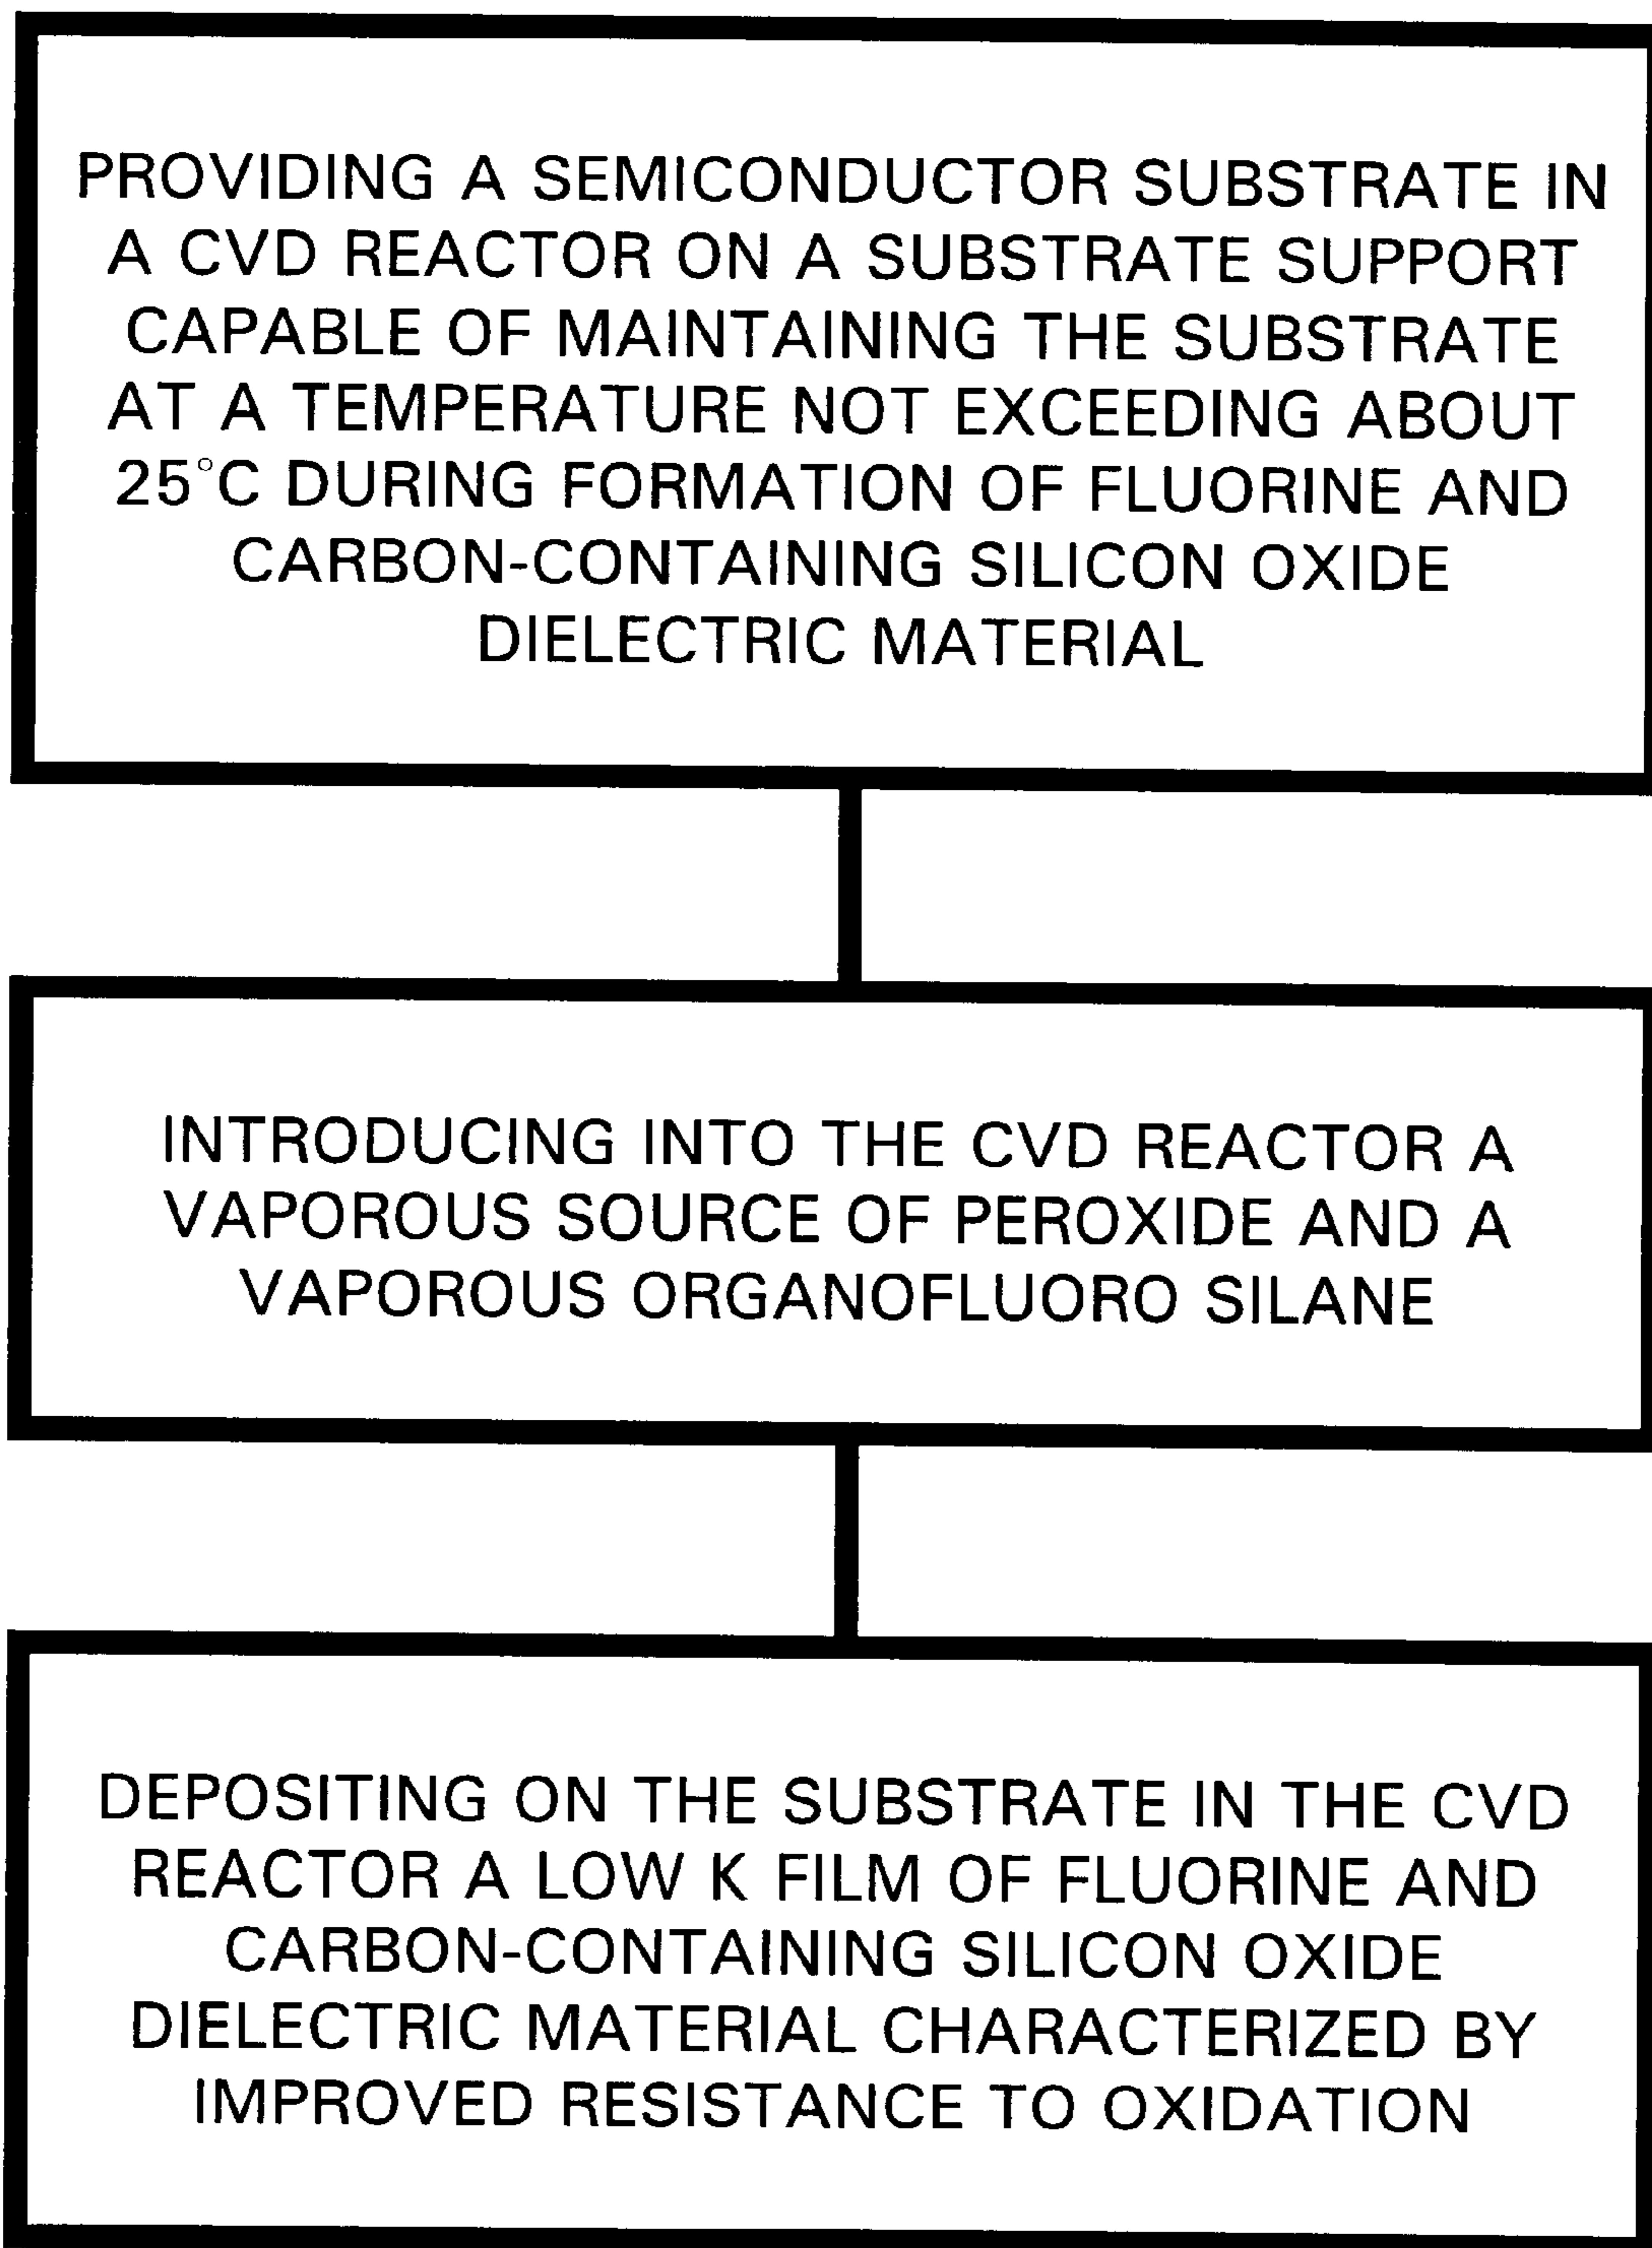 PROVIDING A SEMICONDUCTOR SUBSTRATE IN
A CVD REACTOR ON A SUBSTRATE SUPPORT
CAPABLE OF MAINTAINING THE SUBSTRATE
AT A TEMPERATURE NOT EXCEEDING ABOUT
25°C DURING FORMATION OF FLUORINE AND
CARBON-CONTAINING SILICON OXIDE
DIELECTRIC MATERIAL
INTRODUCING INTO THE CVD REACTOR A
VAPOROUS SOURCE OF PEROXIDE AND A
VAPOROUS ORGANOFLUORO SILANE
DEPOSITING ON THE SUBSTRATE IN THE CVD
REACTOR A LOW K FILM OF FLUORINE AND
CARBON-CONTAINING SILICON OXIDE
DIELECTRIC MATERIAL CHARACTERIZED BY
IMPROVED RESISTANCE TO OXIDATION